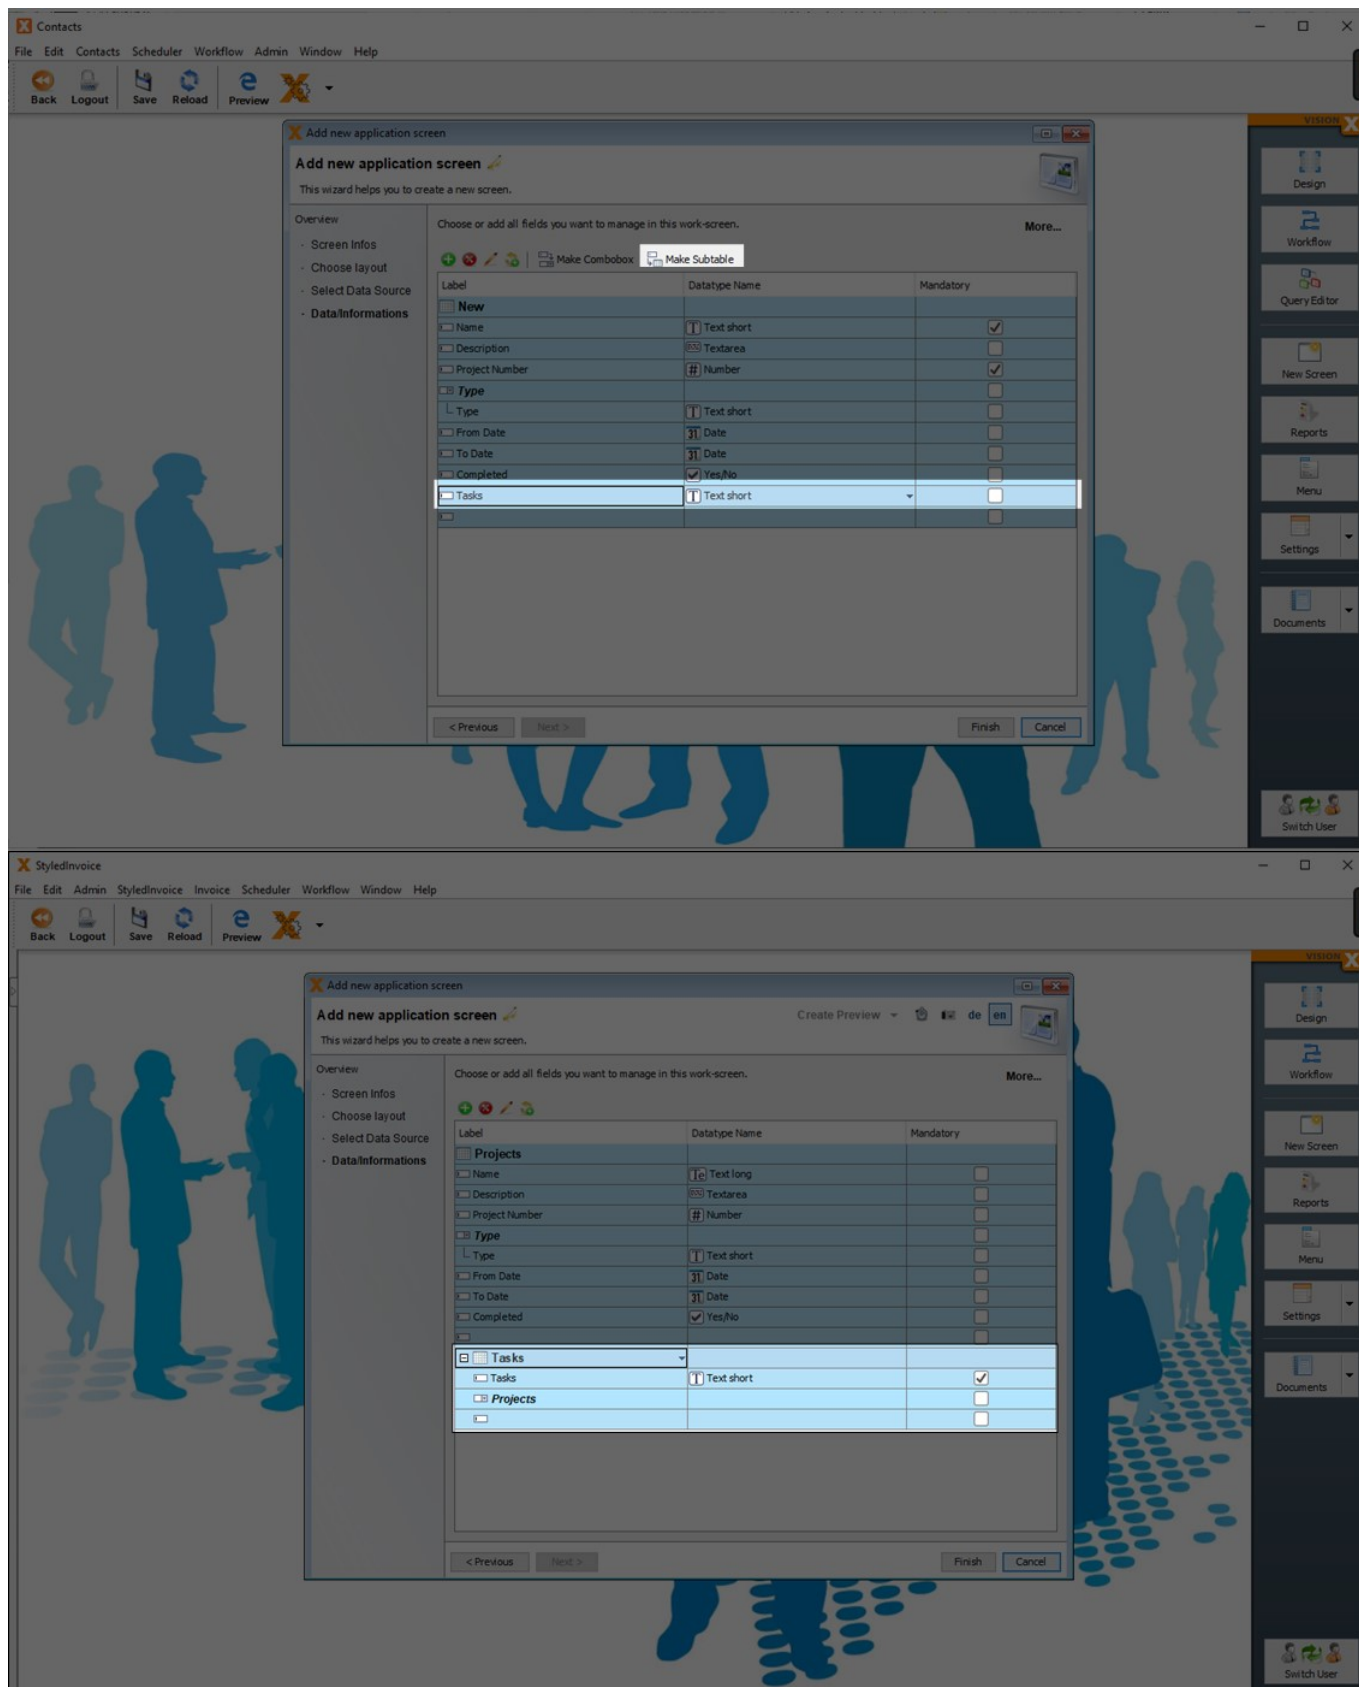 Contacts
File Edit Contacts Scheduler Workflow Admin Window Help
Back Logout Save Reload Preview
VISION X
Add new application screen
Add new application screen
This wizard helps you to create a new screen.
Overview
· Screen Infos
· Choose layout
· Select Data Source
· Data/Informations
Choose or add all fields you want to manage in this work-screen.
More...
Make Combobox Make Subtable
Label Datatype Name Mandatory
New
Name Text short
Description Textarea
Project Number # Number
Type
Type Text short
From Date 31 Date
To Date 31 Date
Completed Yes/No
Tasks Text short
< Previous Next > Finish Cancel
Design
Workflow
Query Editor
New Screen
Reports
Menu
Settings
Documents
Switch User
StyledInvoice
File Edit Admin StyledInvoice Invoice Scheduler Workflow Window Help
Back Logout Save Reload Preview
VISION X
Add new application screen
Add new application screen
Create Preview de en
This wizard helps you to create a new screen.
Overview
· Screen Infos
· Choose layout
· Select Data Source
· Data/Informations
Choose or add all fields you want to manage in this work-screen.
More...
Label Datatype Name Mandatory
Projects
Name Te Text long
Description Textarea
Project Number # Number
Type
Type Text short
From Date 31 Date
To Date 31 Date
Completed Yes/No
Tasks
Tasks Text short
Projects
< Previous Next > Finish Cancel
Design
Workflow
New Screen
Reports
Menu
Settings
Documents
Switch User